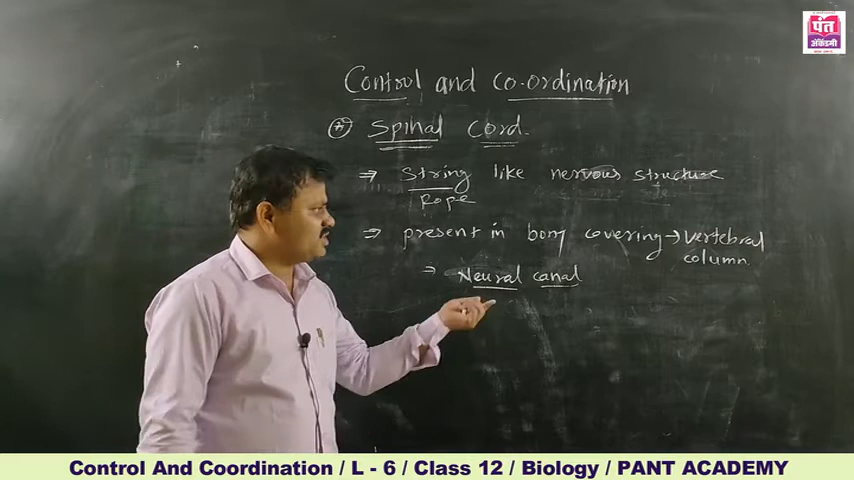 पंत
अ‍ॅकॅडमी
Control and co-ordination
* Spinal Cord.
⇒ String like nervous structure
Rope
⇒ present in bony covering → vertebral
column.
⇒ Neural canal
Control And Coordination / L - 6 / Class 12 / Biology / PANT ACADEMY